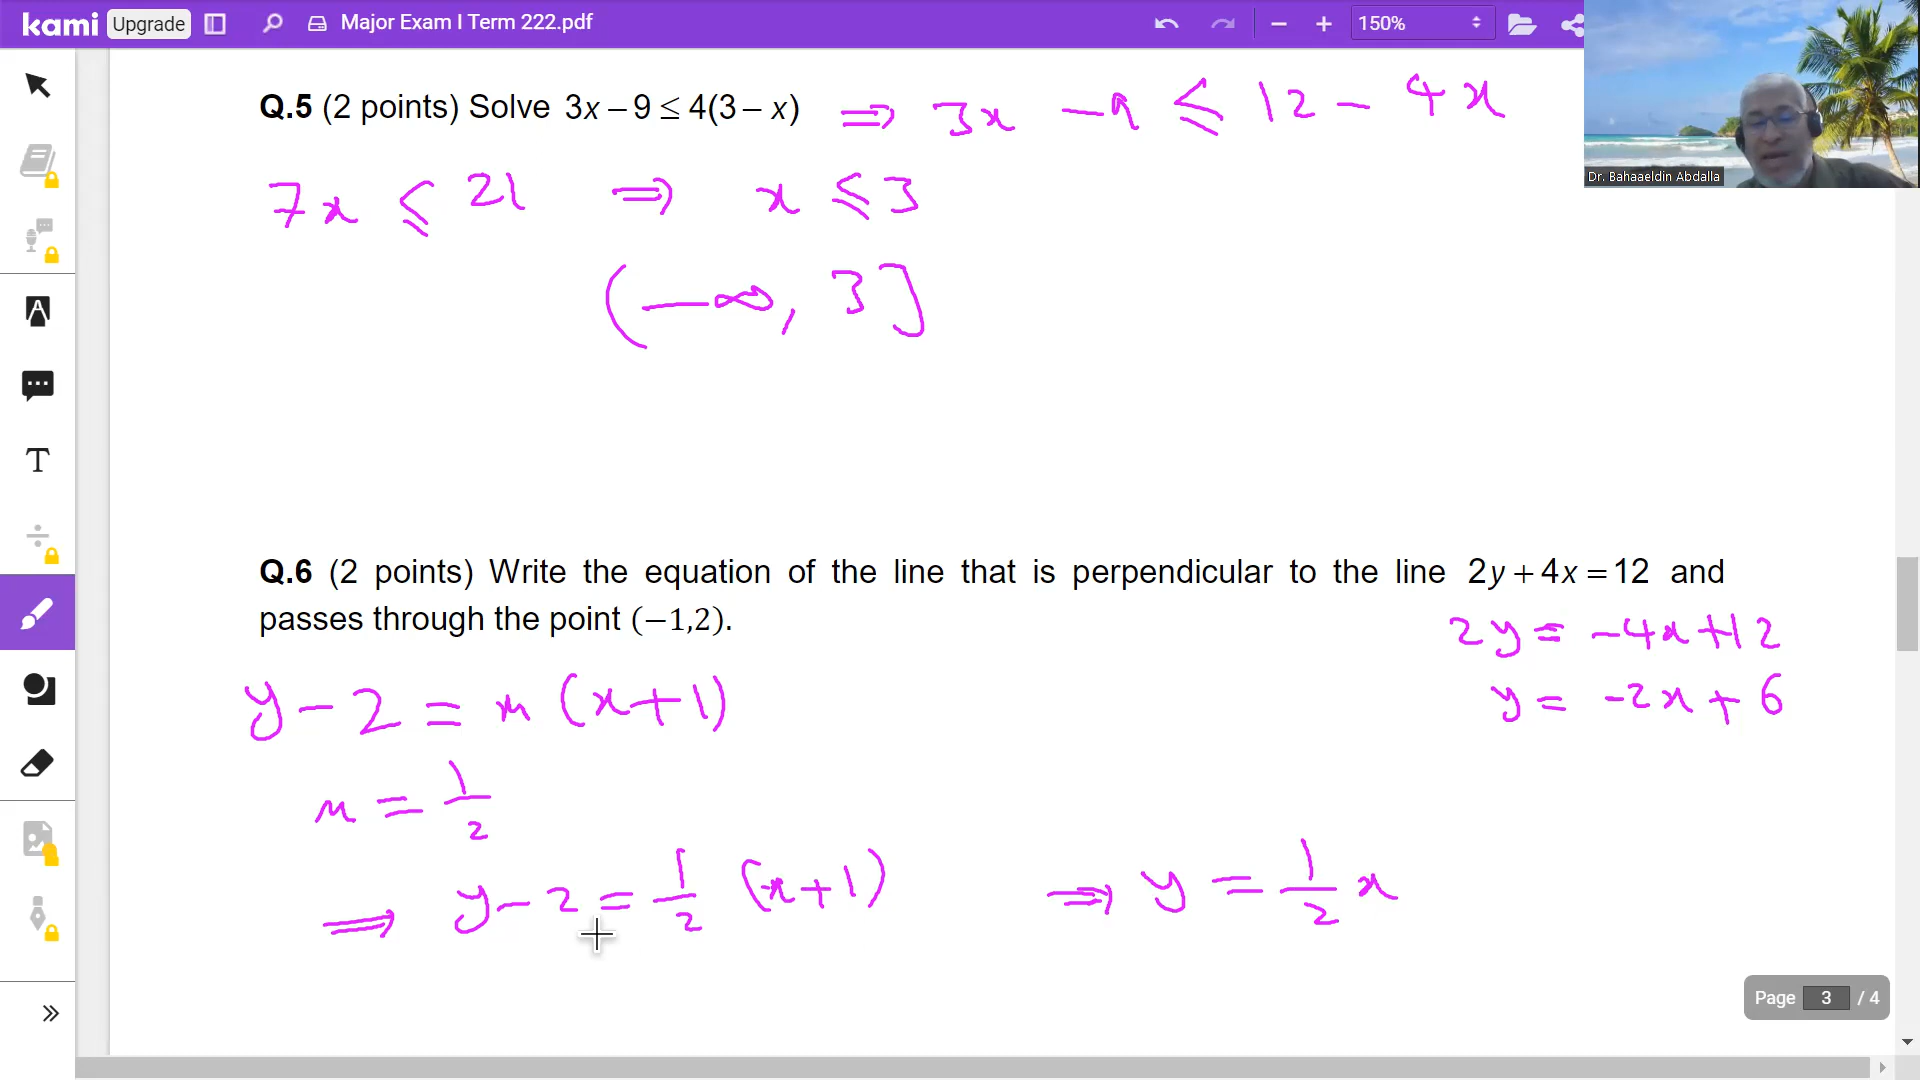 kami Upgrade Major Exam I Term 222.pdf 150%
Dr. Bahaaeldin Abdalla
Q.5 (2 points) Solve 3x – 9 ≤ 4(3 – x) ⇒ 3x – 9 ≤ 12 – 4x
7x ≤ 21 ⇒ x ≤ 3
(–∞, 3]
T
Q.6 (2 points) Write the equation of the line that is perpendicular to the line 2y + 4x = 12 and
passes through the point (−1,2).
2y = -4x+12
y = -2x + 6
y – 2 = m (x+1)
m = 1/2
⇒ y – 2 = 1/2 (x+1) ⇒ y = 1/2 x
Page 3 / 4